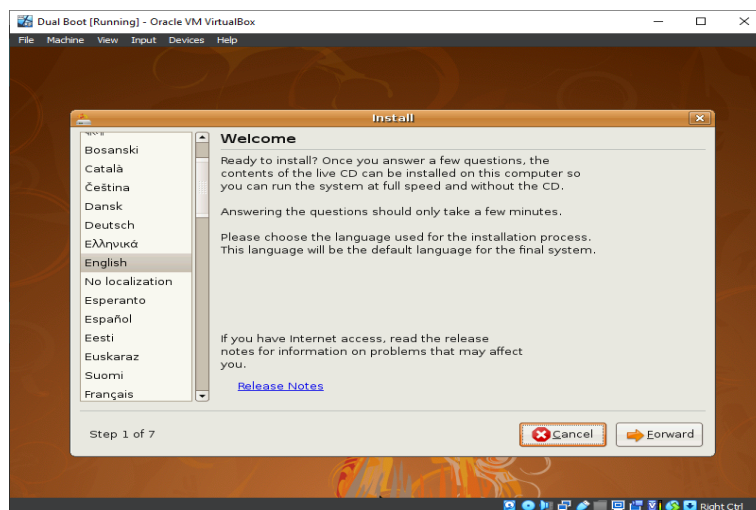 Dual Boot [Running] - Oracle VM VirtualBox
File Machine View Input Devices Help
Install
Bosanski
Català
Čeština
Dansk
Deutsch
Ελληνικά
English
No localization
Esperanto
Español
Eesti
Euskaraz
Suomi
Français
Welcome
Ready to install? Once you answer a few questions, the
contents of the live CD can be installed on this computer so
you can run the system at full speed and without the CD.
Answering the questions should only take a few minutes.
Please choose the language used for the installation process.
This language will be the default language for the final system.
If you have Internet access, read the release
notes for information on problems that may affect
you.
Release Notes
Step 1 of 7
Cancel
Forward
Right Ctrl